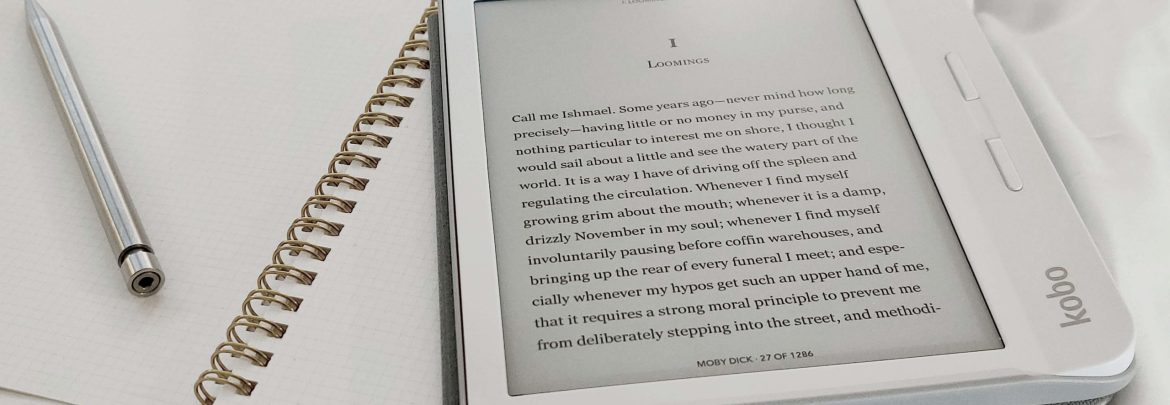 I
Loomings
Call me Ishmael. Some years ago—never mind how long
precisely—having little or no money in my purse, and
nothing particular to interest me on shore, I thought I
would sail about a little and see the watery part of the
world. It is a way I have of driving off the spleen and
regulating the circulation. Whenever I find myself
growing grim about the mouth; whenever it is a damp,
drizzly November in my soul; whenever I find myself
involuntarily pausing before coffin warehouses, and
bringing up the rear of every funeral I meet; and espe-
cially whenever my hypos get such an upper hand of me,
that it requires a strong moral principle to prevent me
from deliberately stepping into the street, and methodi-
MOBY DICK · 27 OF 1286
kobo